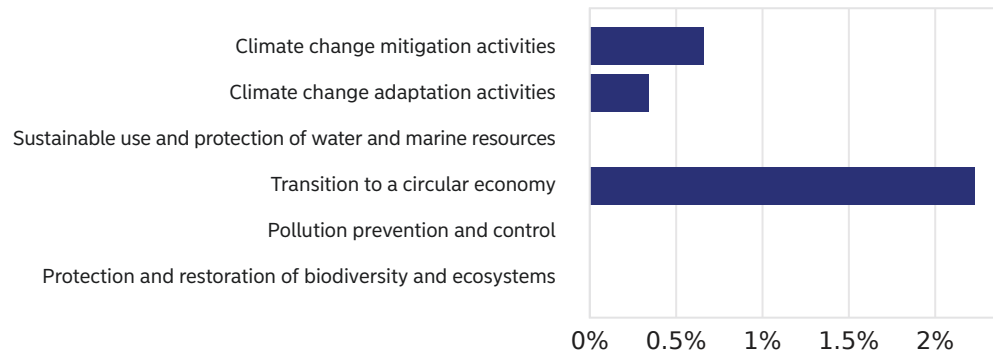 Climate change mitigation activities
Climate change adaptation activities
Sustainable use and protection of water and marine resources
Transition to a circular economy
Pollution prevention and control
Protection and restoration of biodiversity and ecosystems
0% 0.5% 1% 1.5% 2%